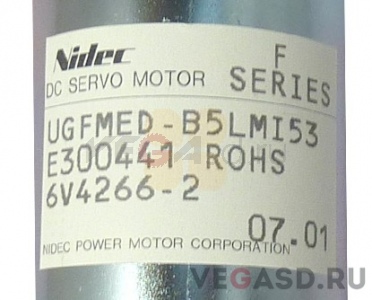 Nidec
F
DC SERVO MOTOR SERIES
UGFMED-B5LMI53
E300441 ROHS
6V4266-2
07.01
NIDEC POWER MOTOR CORPORATION
VEGASD.RU